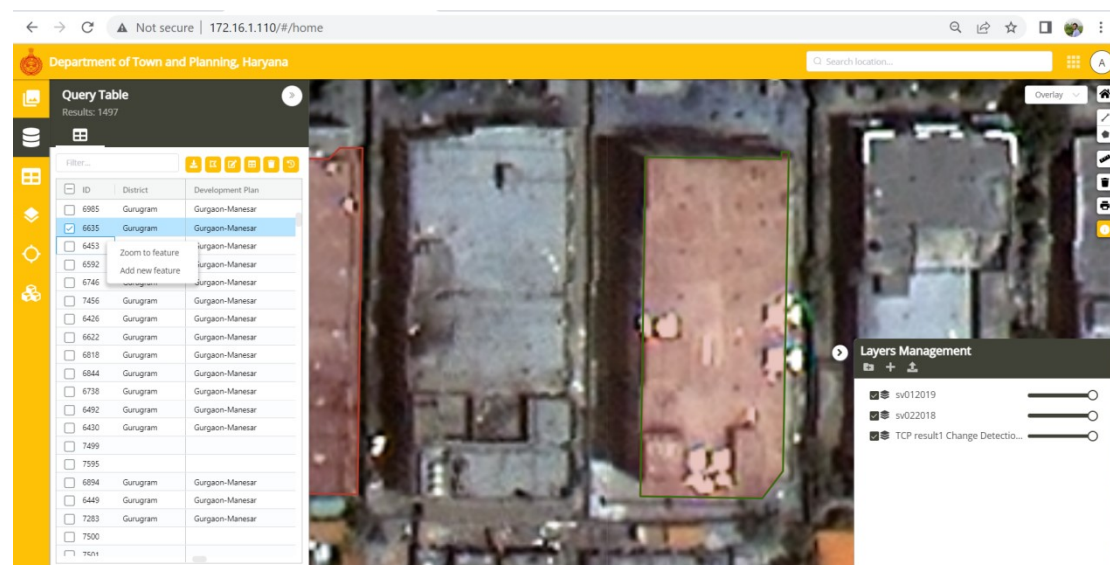 Not secure | 172.16.1.110/#/home
Department of Town and Planning, Haryana
Search location...
A
Query Table
Results: 1497
Overlay
Filter...
ID District Development Plan
6985 Gurugram Gurgaon-Manesar
6635 Gurugram Gurgaon-Manesar
6453 Gurgaon-Manesar
Zoom to feature
6592 Gurgaon-Manesar
Add new feature
6746 Gurugram Gurgaon-Manesar
7456 Gurugram Gurgaon-Manesar
6426 Gurugram Gurgaon-Manesar
6622 Gurugram Gurgaon-Manesar
6818 Gurugram Gurgaon-Manesar
6844 Gurugram Gurgaon-Manesar
6738 Gurugram Gurgaon-Manesar
6492 Gurugram Gurgaon-Manesar
6430 Gurugram Gurgaon-Manesar
7499
7595
6894 Gurugram Gurgaon-Manesar
6449 Gurugram Gurgaon-Manesar
7283 Gurugram Gurgaon-Manesar
7500
7501
Layers Management
sv012019
sv022018
TCP result1 Change Detectio...